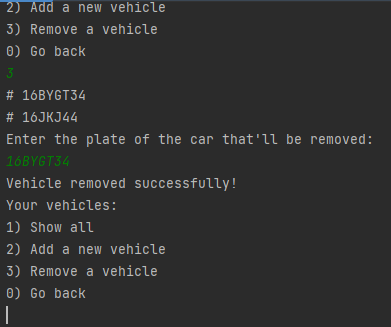 2) Add a new vehicle
3) Remove a vehicle
0) Go back
3
# 16BYGT34
# 16JKJ44
Enter the plate of the car that'll be removed:
16BYGT34
Vehicle removed successfully!
Your vehicles:
1) Show all
2) Add a new vehicle
3) Remove a vehicle
0) Go back